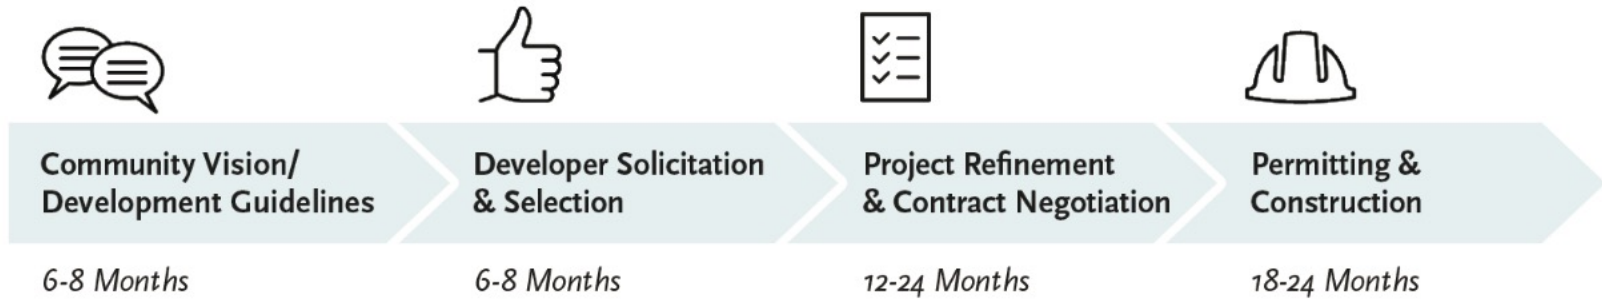 Community Vision/
Development Guidelines
6-8 Months
Developer Solicitation
& Selection
6-8 Months
Project Refinement
& Contract Negotiation
12-24 Months
Permitting &
Construction
18-24 Months